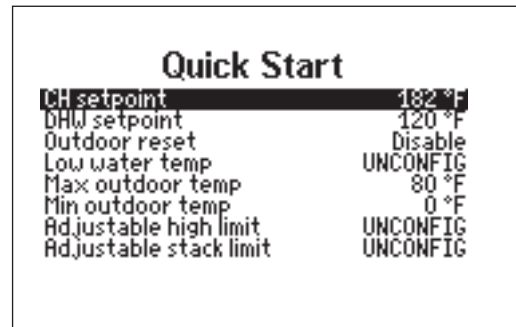 Quick Start
CH setpoint 182 °F
DHW setpoint 120 °F
Outdoor reset Disable
Low water temp UNCONFIG
Max outdoor temp 80 °F
Min outdoor temp 0 °F
Adjustable high limit UNCONFIG
Adjustable stack limit UNCONFIG